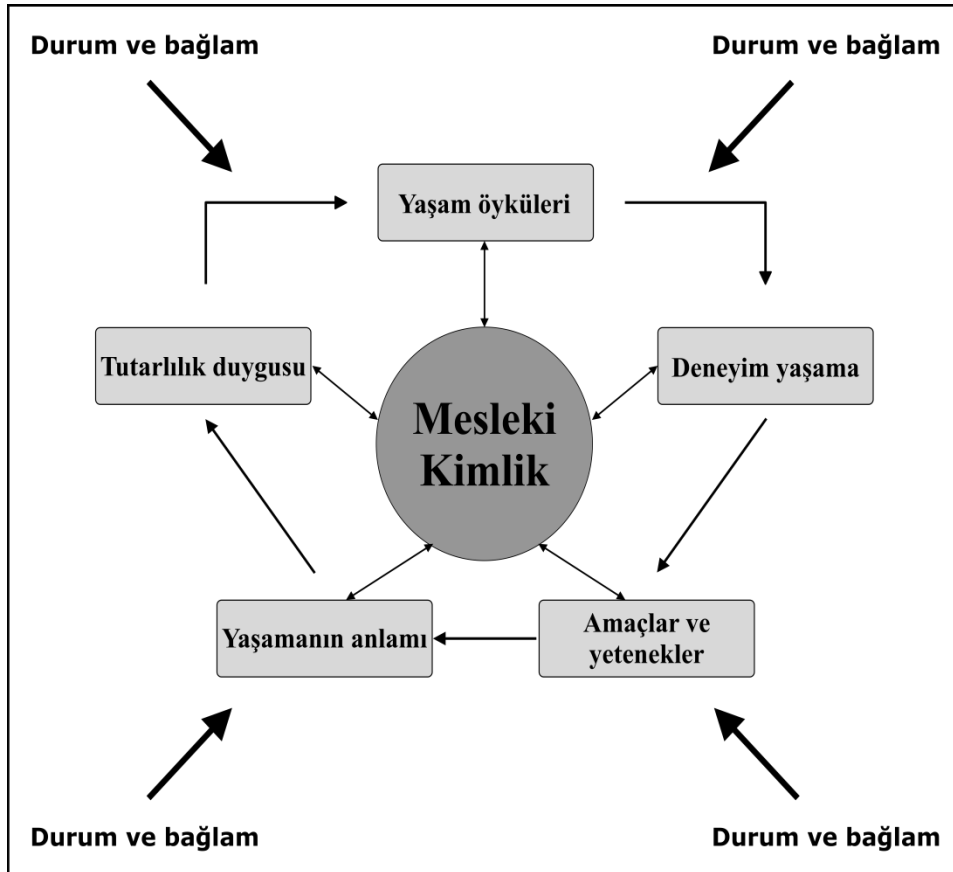 Durum ve bağlam
Durum ve bağlam
Yaşam öyküleri
Tutarlılık duygusu
Deneyim yaşama
Mesleki
Kimlik
Yaşamanın anlamı
Amaçlar ve
yetenekler
Durum ve bağlam
Durum ve bağlam